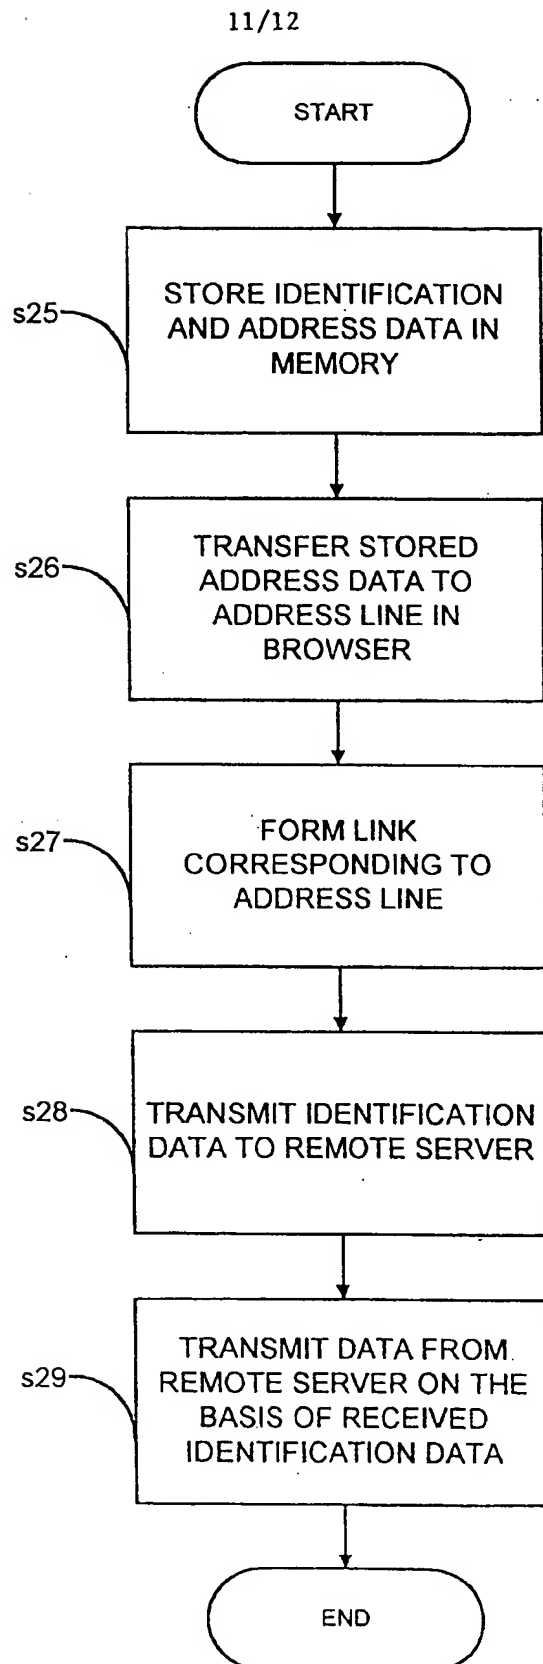 11/12
START
s25
STORE IDENTIFICATION
AND ADDRESS DATA IN
MEMORY
s26
TRANSFER STORED
ADDRESS DATA TO
ADDRESS LINE IN
BROWSER
s27
FORM LINK
CORRESPONDING TO
ADDRESS LINE
s28
TRANSMIT IDENTIFICATION
DATA TO REMOTE SERVER
s29
TRANSMIT DATA FROM
REMOTE SERVER ON THE
BASIS OF RECEIVED
IDENTIFICATION DATA
END